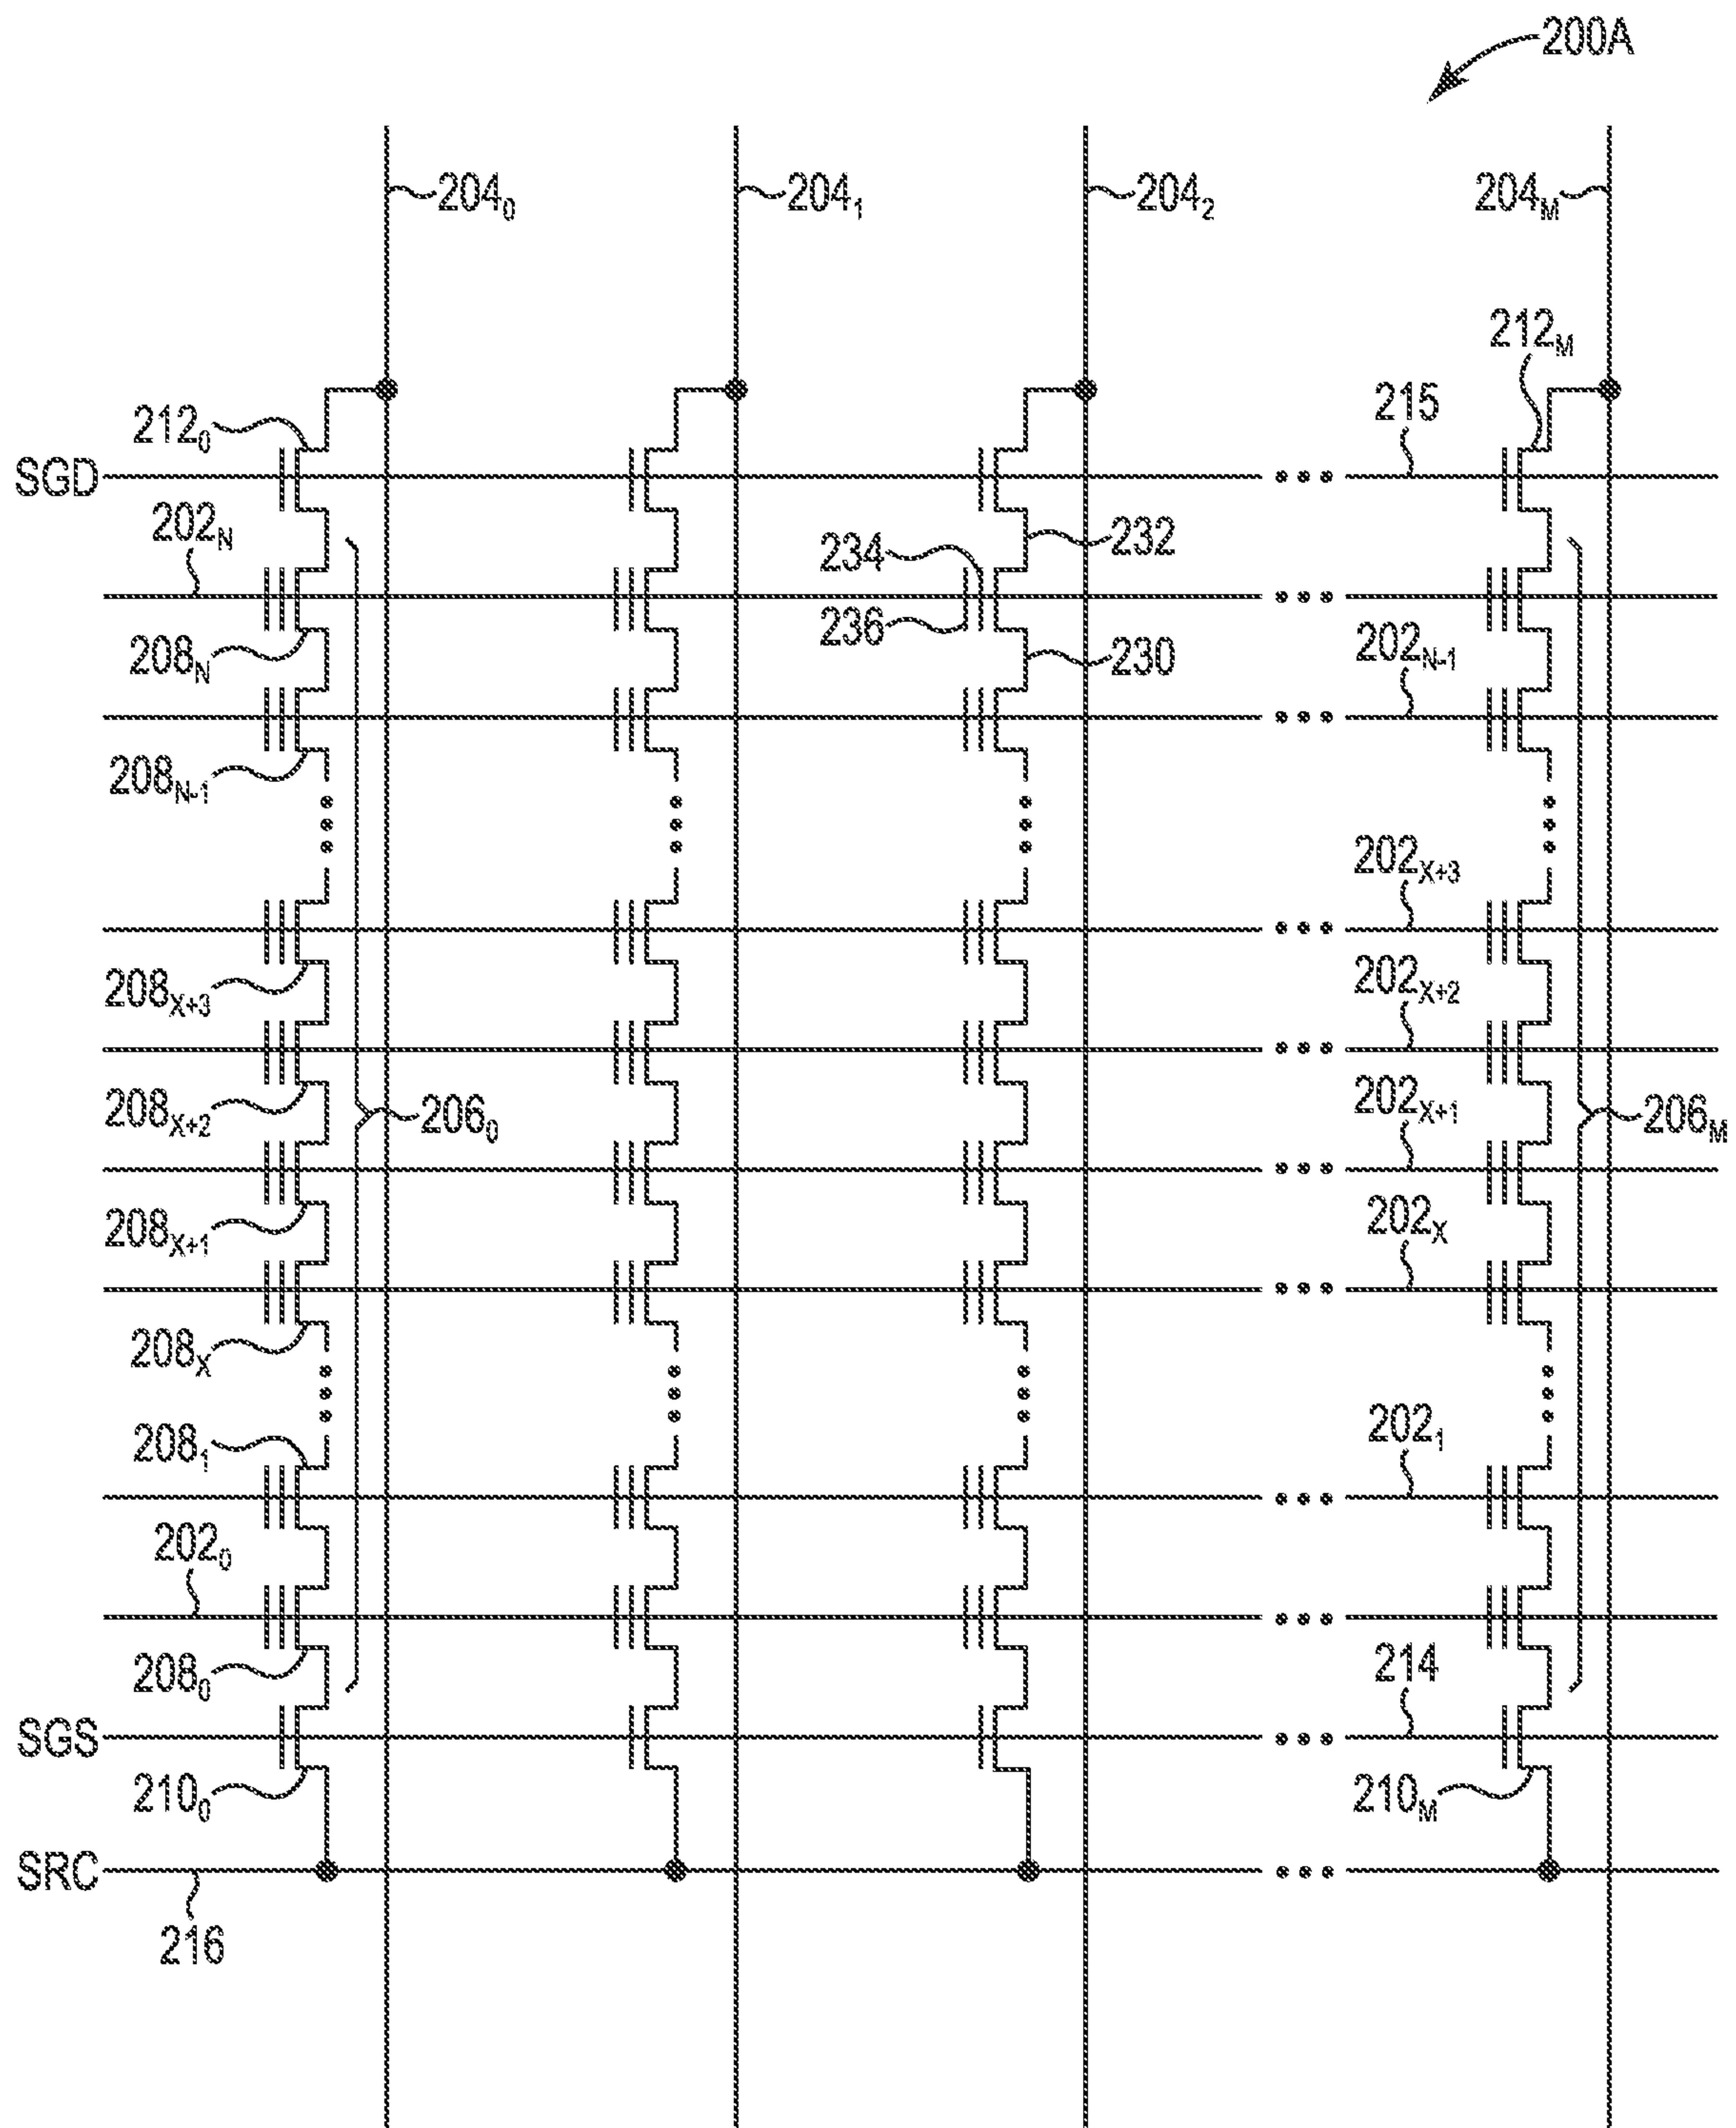 200A
204₀ 204₁ 204₂ 204M
212M
215
212₀
SGD
202N
232
234
236
208N
230
202N-1
208N-1
202X+3
208X+3
202X+2
208X+2
206₀
202X+1
206M
208X+1
202X
208X
208₁
202₁
202₀
208₀
214
SGS
210₀
210M
SRC
216